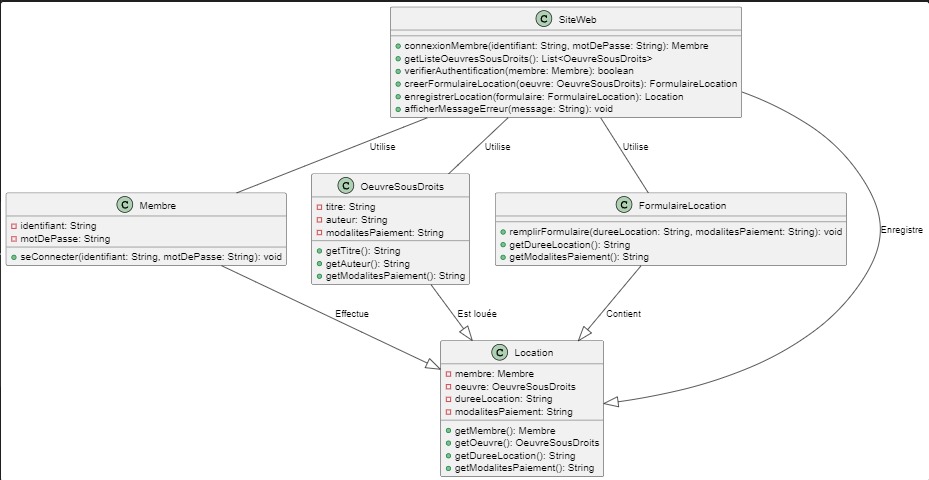 C SiteWeb
connexionMembre(identifiant: String, motDePasse: String): Membre
getListeOeuvresSousDroits(): List<OeuvreSousDroits>
verifierAuthentification(membre: Membre): boolean
creerFormulaireLocation(oeuvre: OeuvreSousDroits): FormulaireLocation
enregistrerLocation(formulaire: FormulaireLocation): Location
afficherMessageErreur(message: String): void
Utilise
Utilise
Utilise
Enregistre
C Membre
identifiant: String
motDePasse: String
seConnecter(identifiant: String, motDePasse: String): void
C OeuvreSousDroits
titre: String
auteur: String
modalitesPaiement: String
getTitre(): String
getAuteur(): String
getModalitesPaiement(): String
C FormulaireLocation
remplirFormulaire(dureeLocation: String, modalitesPaiement: String): void
getDureeLocation(): String
getModalitesPaiement(): String
Effectue
Est louée
Contient
C Location
membre: Membre
oeuvre: OeuvreSousDroits
dureeLocation: String
modalitesPaiement: String
getMembre(): Membre
getOeuvre(): OeuvreSousDroits
getDureeLocation(): String
getModalitesPaiement(): String